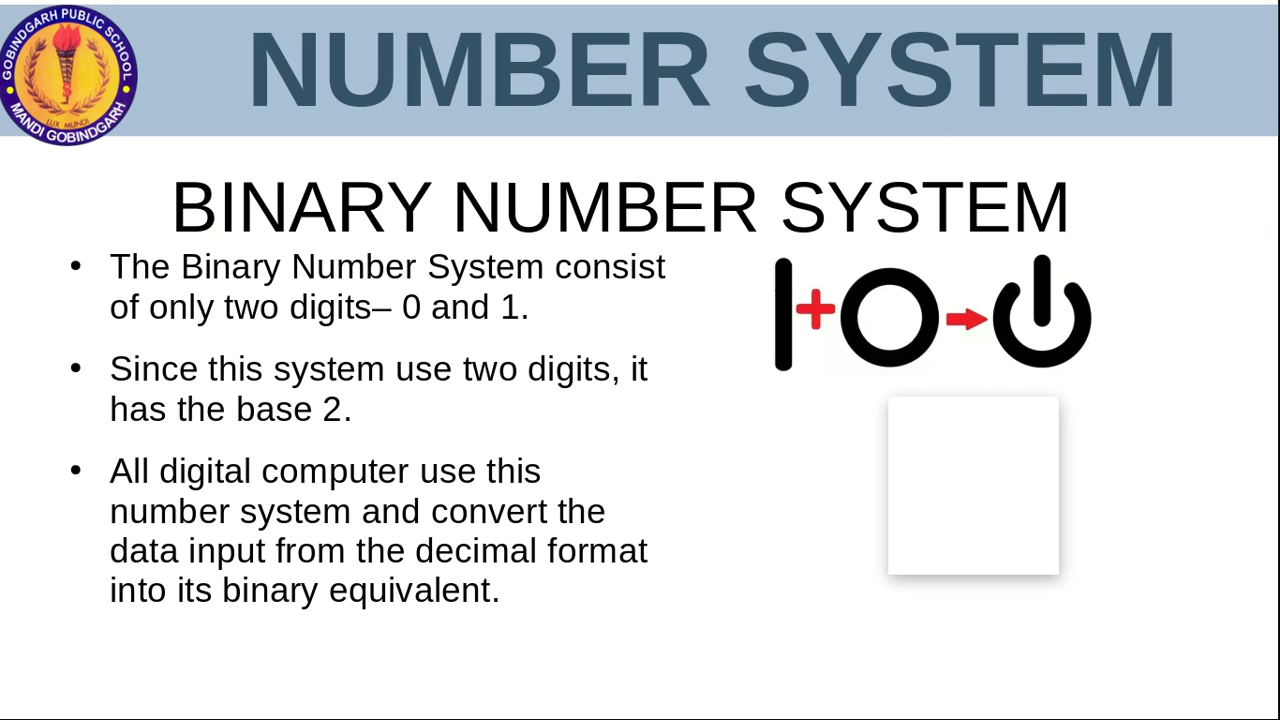 GOBINDGARH PUBLIC SCHOOL
LUX MUNDI
MANDI GOBINDGARH
NUMBER SYSTEM
BINARY NUMBER SYSTEM
• The Binary Number System consist
of only two digits– 0 and 1.
• Since this system use two digits, it
has the base 2.
• All digital computer use this
number system and convert the
data input from the decimal format
into its binary equivalent.